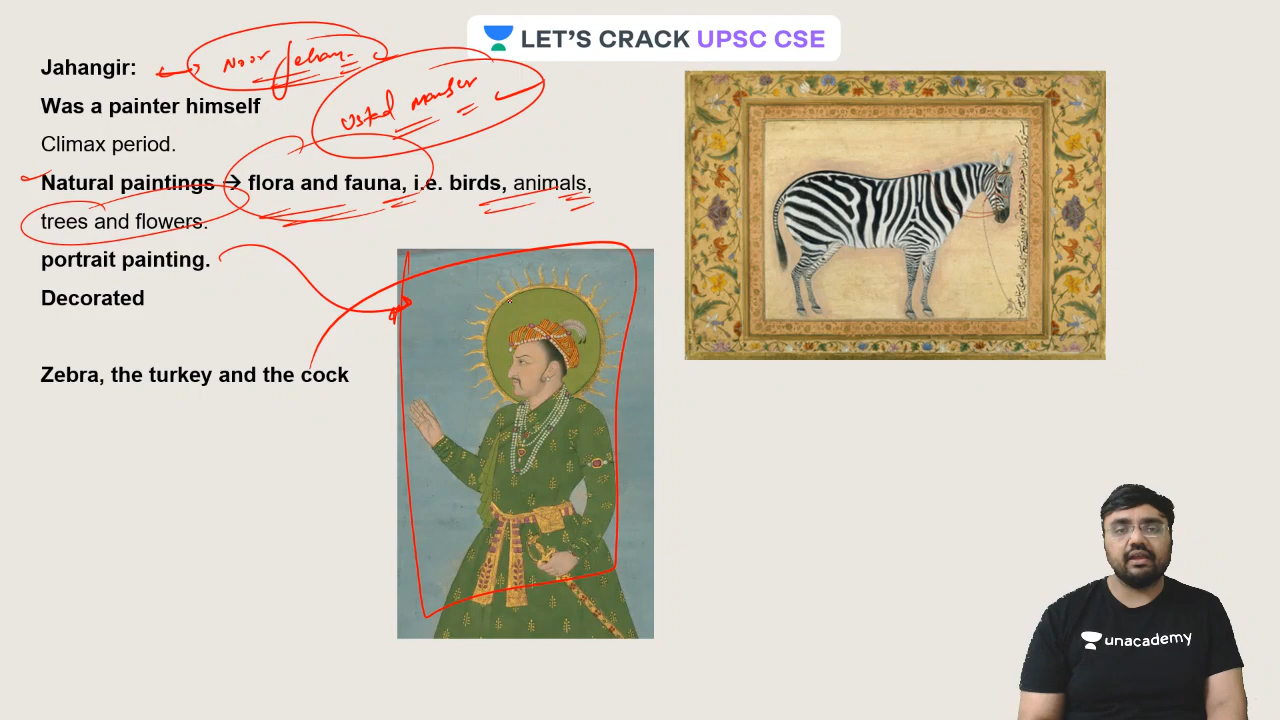 LET'S CRACK UPSC CSE
Jahangir:
Noor Jehan
Ustad Mansur
Was a painter himself
Climax period.
Natural paintings → flora and fauna, i.e. birds, animals,
trees and flowers.
portrait painting.
Decorated
Zebra, the turkey and the cock
unacademy